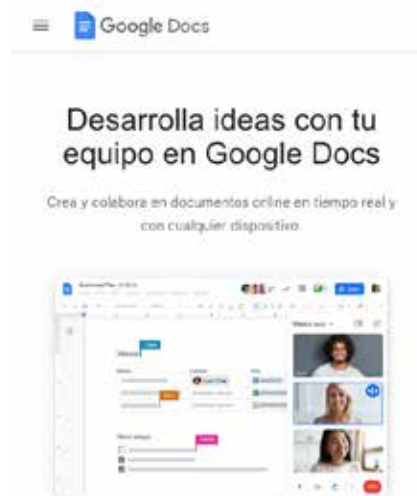 Google Docs
Desarrolla ideas con tu
equipo en Google Docs
Crea y colabora en documentos online en tiempo real y
con cualquier dispositivo